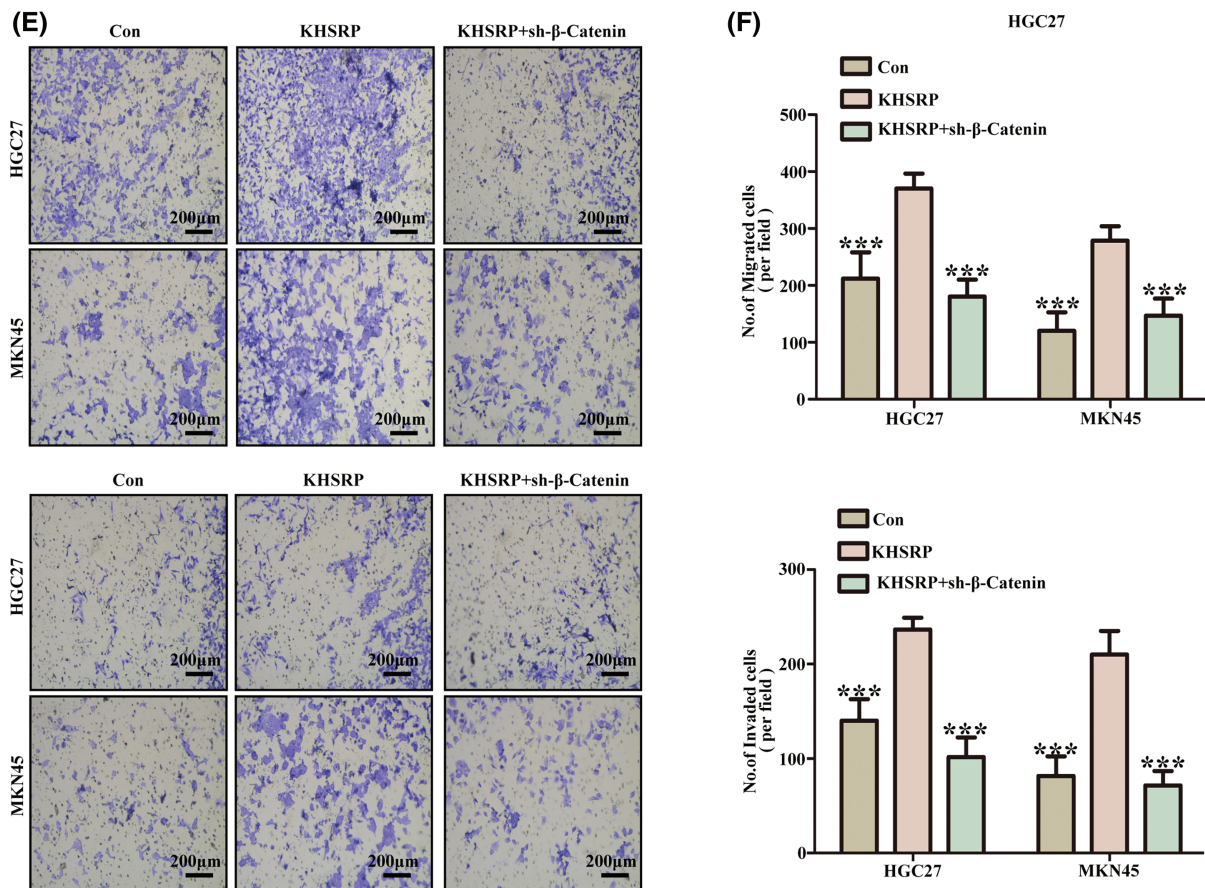 (E)
Con KHSRP KHSRP+sh-β-Catenin
HGC27
200µm 200µm 200µm
MKN45
200µm 200µm 200µm
Con KHSRP KHSRP+sh-β-Catenin
HGC27
200µm 200µm 200µm
MKN45
200µm 200µm 200µm
(F)
HGC27
Con
KHSRP
KHSRP+sh-β-Catenin
No.of Migrated cells
( per field )
500
400
300
200
100
0
*** *** *** ***
HGC27 MKN45
Con
KHSRP
KHSRP+sh-β-Catenin
No.of Invaded cells
( per field )
300
200
100
0
*** *** *** ***
HGC27 MKN45